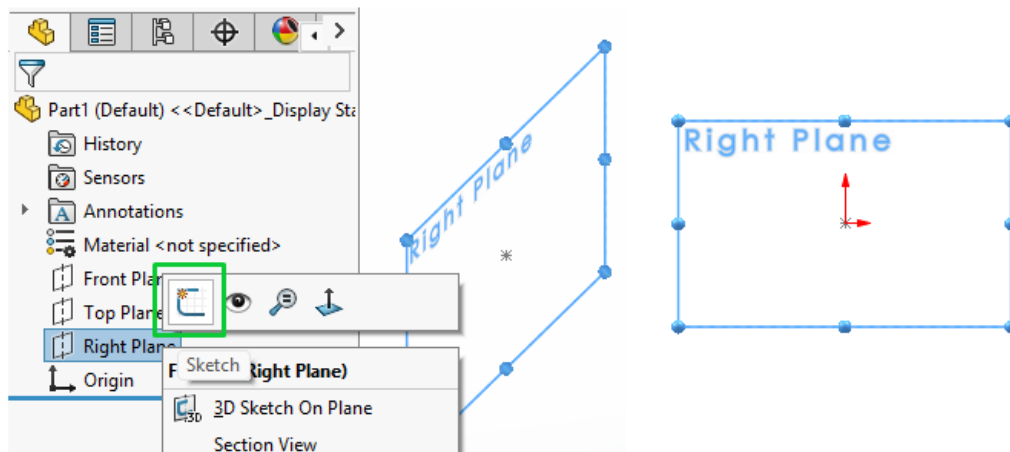 Part1 (Default) <<Default>_Display Sta
History
Sensors
Annotations
Material <not specified>
Front Plan
Top Plane
Right Plane
Sketch
Origin
F Right Plane)
3D Sketch On Plane
Section View
Right Plane
Right Plane